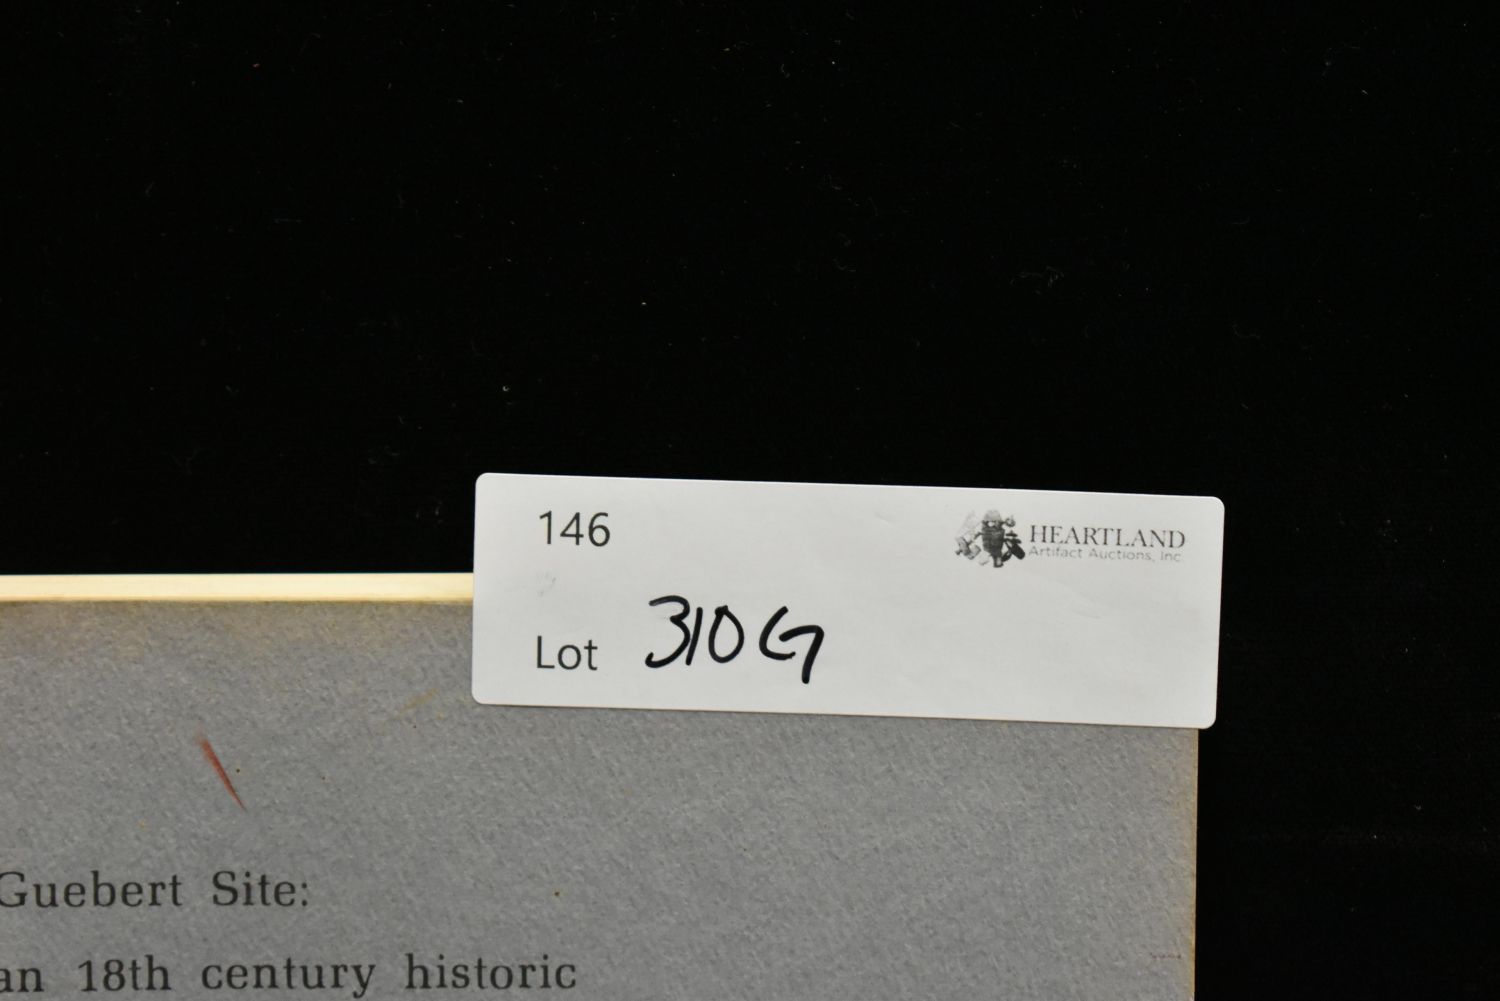 146
HEARTLAND
Artifact Auctions, Inc.
Lot 310G
Guebert Site:
an 18th century historic